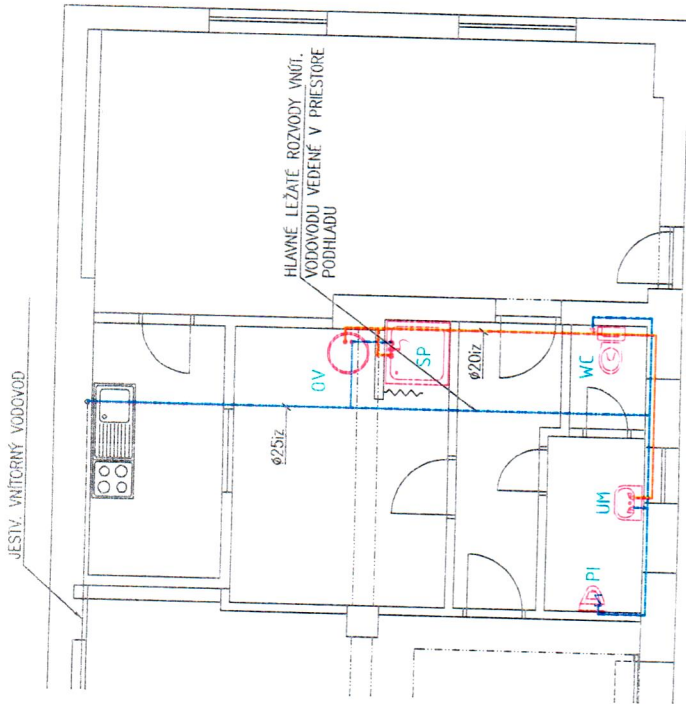 JESTV. VNÚTORNÝ VODOVOD
HLAVNÉ LEŽATÉ ROZVODY VNÚT.
VODOVODU VEDENÉ V PRIESTORE
PODHĽADU
OV
SP
ø25iz
ø20iz
WC
UM
PI